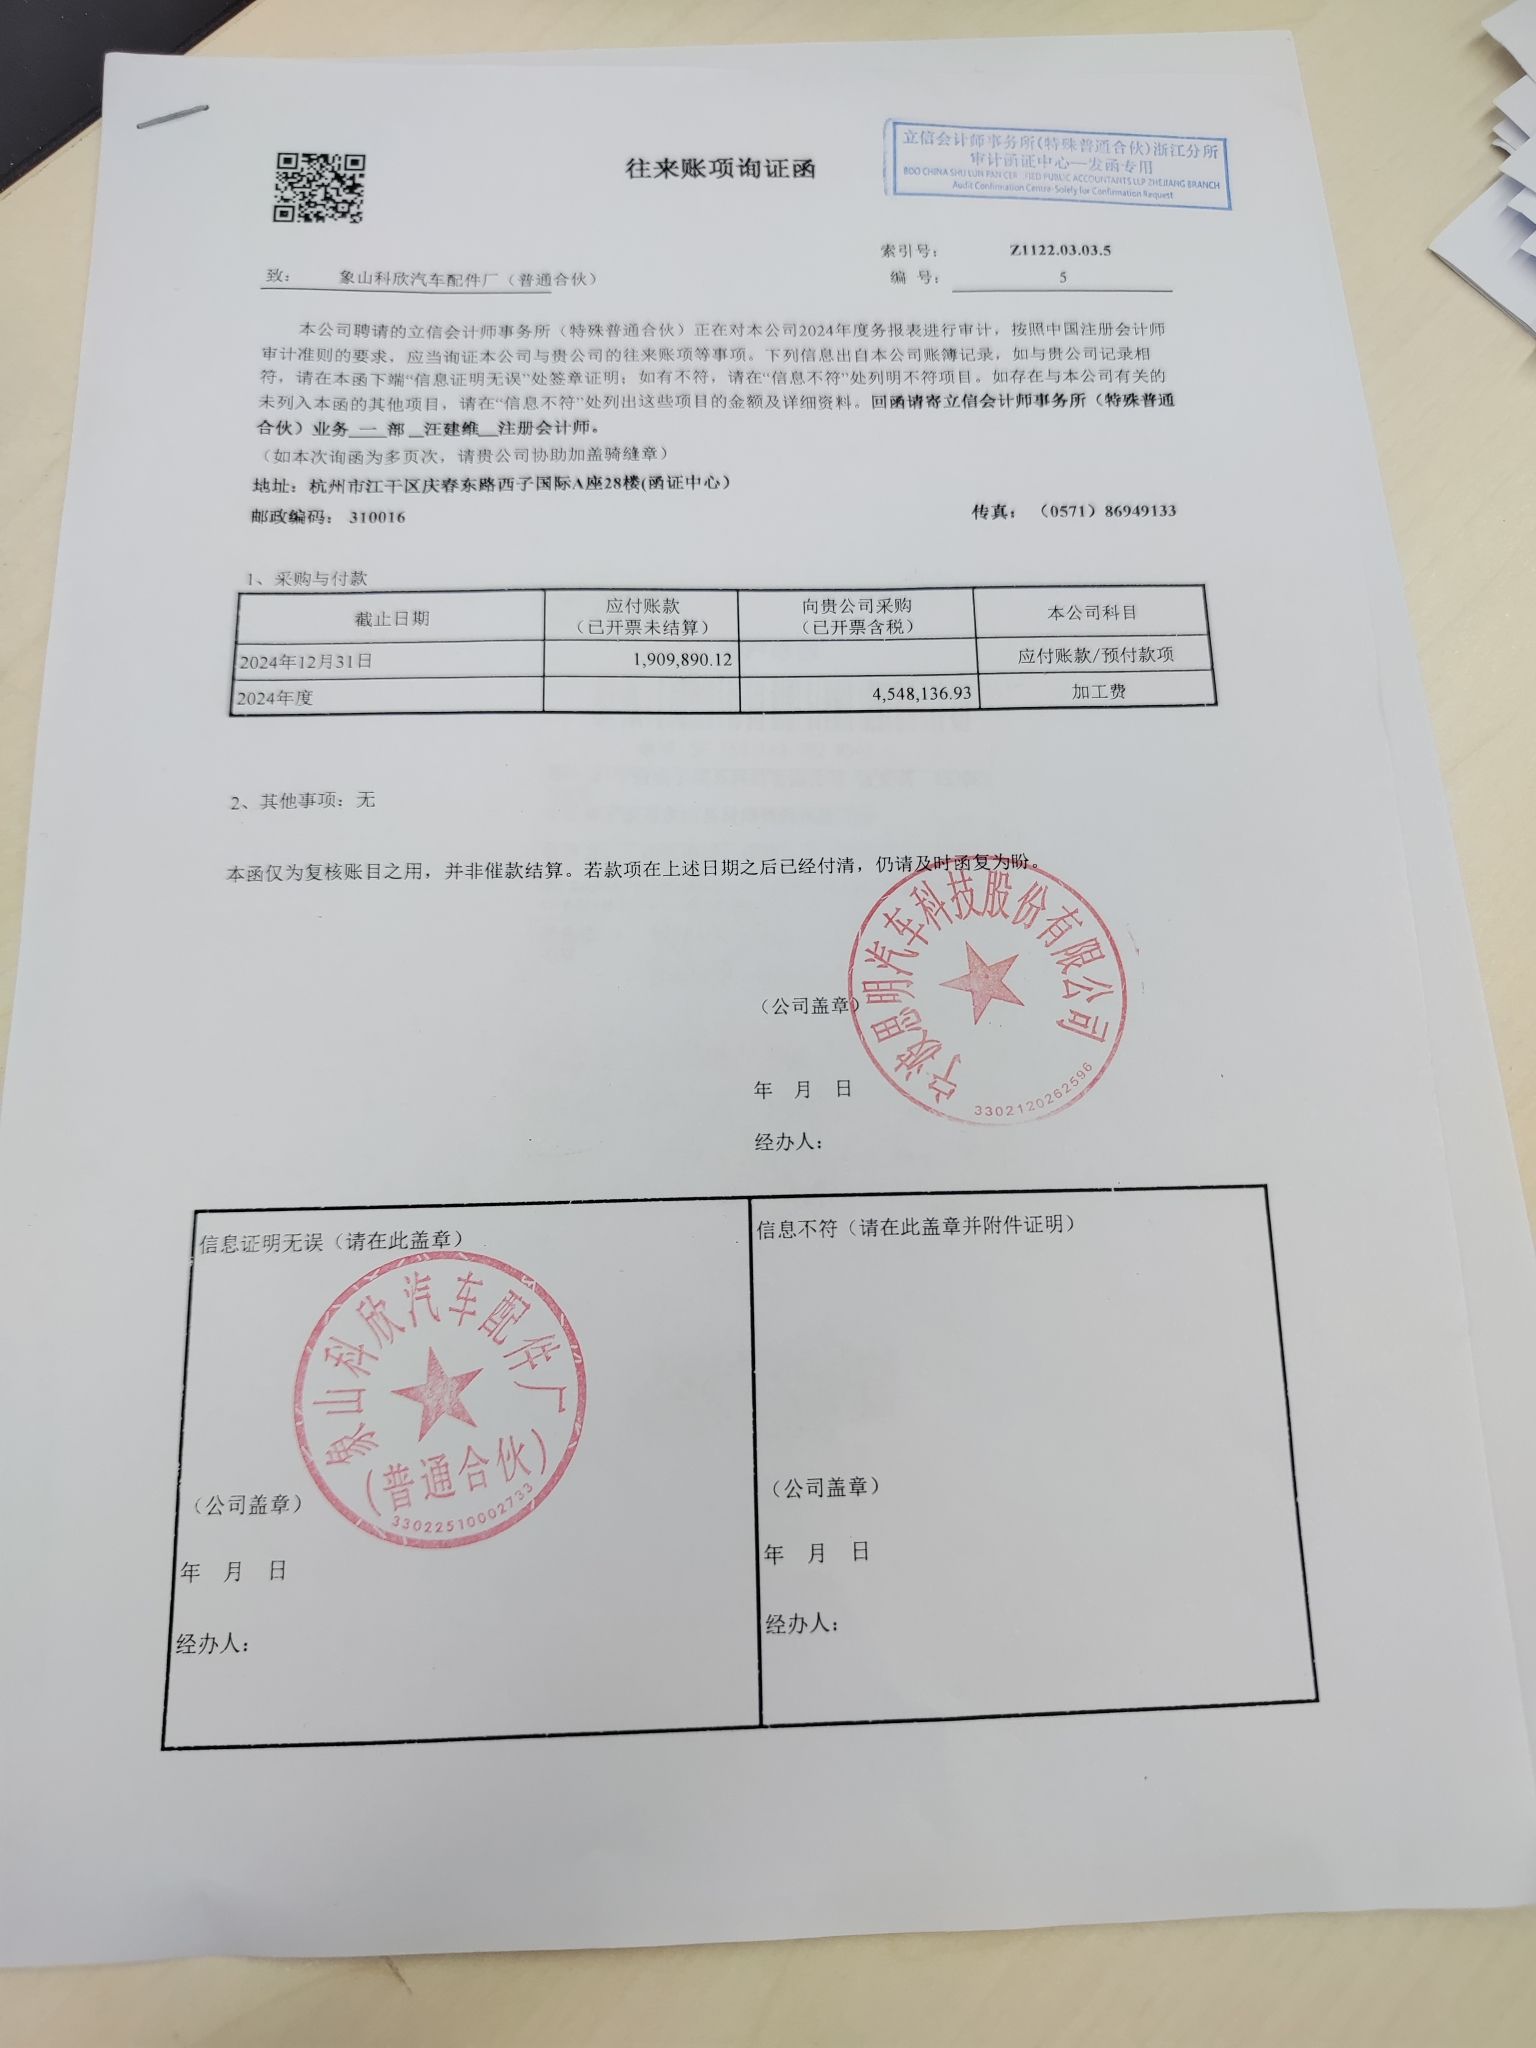 往来账项询证函
立信会计师事务所(特殊普通合伙)浙江分所
审计函证中心—发函专用
BDO CHINA SHU LUN PAN CER FIED PUBLIC ACCOUNTANTS LLP ZHEJIANG BRANCH
Audit Confirmation Centre-Solely for Confirmation Request
索引号： Z1122.03.03.5
致： 象山科欣汽车配件厂（普通合伙）
编 号： 5
本公司聘请的立信会计师事务所（特殊普通合伙）正在对本公司2024年度务报表进行审计，按照中国注册会计师
审计准则的要求，应当询证本公司与贵公司的往来账项等事项。下列信息出自本公司账簿记录，如与贵公司记录相
符，请在本函下端“信息证明无误”处签章证明；如有不符，请在“信息不符”处列明不符项目。如存在与本公司有关的
未列入本函的其他项目，请在“信息不符”处列出这些项目的金额及详细资料。回函请寄立信会计师事务所（特殊普通
合伙）业务 一 部 汪建维 注册会计师。
（如本次询函为多页次，请贵公司协助加盖骑缝章）
地址：杭州市江干区庆春东路西子国际A座28楼(函证中心）
邮政编码： 310016 传真：（0571）86949133
1、采购与付款
截止日期 应付账款（已开票未结算） 向贵公司采购（已开票含税） 本公司科目
2024年12月31日 1,909,890.12 应付账款/预付款项
2024年度 4,548,136.93 加工费
2、其他事项：无
本函仅为复核账目之用，并非催款结算。若款项在上述日期之后已经付清，仍请及时函复为盼。
（公司盖章）
宁波思明汽车科技股份有限公司
3302120262596
年 月 日
经办人：
信息证明无误（请在此盖章）
象山科欣汽车配件厂
（普通合伙）
33022510002733
（公司盖章）
年 月 日
经办人：
信息不符（请在此盖章并附件证明）
（公司盖章）
年 月 日
经办人：